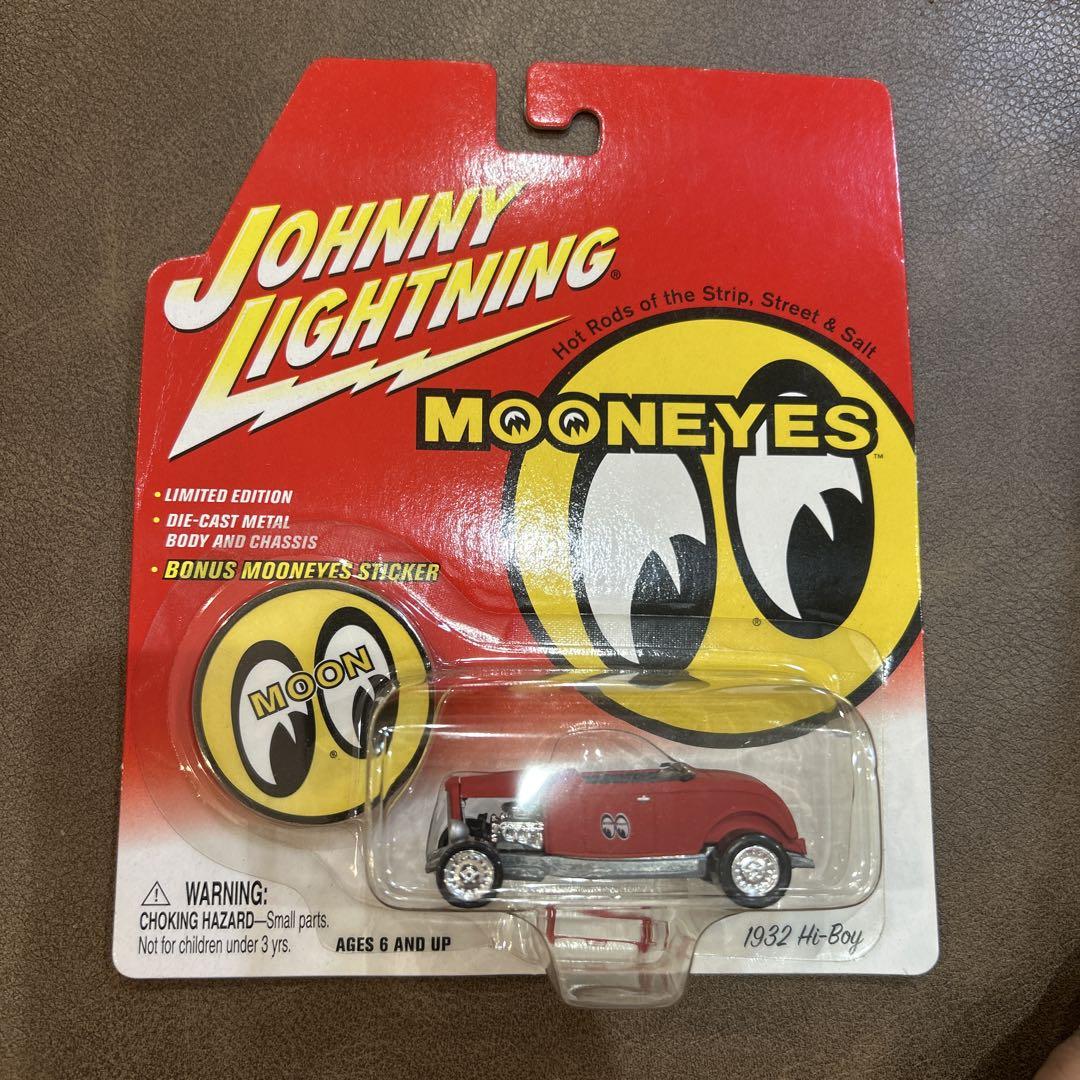 JOHNNY
LIGHTNING®
Hot Rods of the Strip, Street & Salt
MOONEYES™
®
• LIMITED EDITION
• DIE-CAST METAL
BODY AND CHASSIS
• BONUS MOONEYES STICKER
MOON
®
WARNING:
CHOKING HAZARD—Small parts.
Not for children under 3 yrs.
AGES 6 AND UP
1932 Hi-Boy